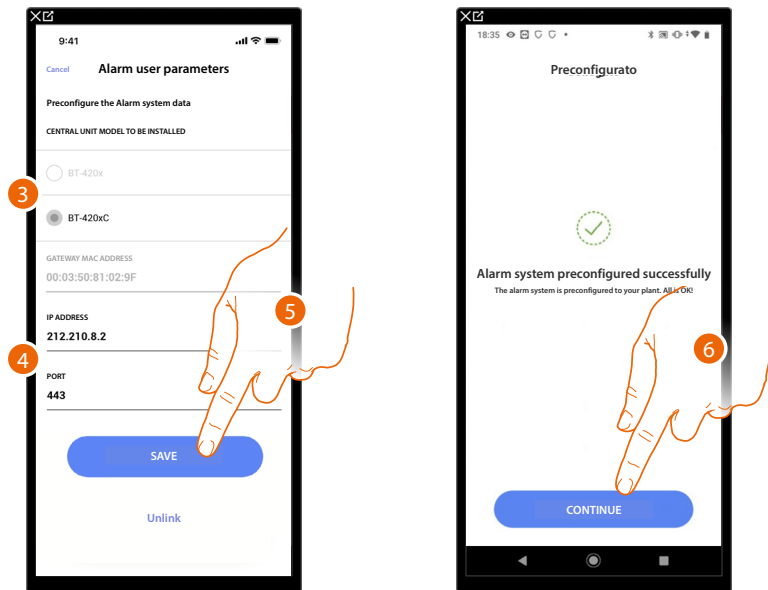 9:41
Cancel Alarm user parameters
Preconfigure the Alarm system data
CENTRAL UNIT MODEL TO BE INSTALLED
BT-420x
3
BT-420xC
GATEWAY MAC ADDRESS
00:03:50:81:02:9F
5
IP ADDRESS
212.210.8.2
4
PORT
443
SAVE
Unlink
18:35
Preconfigurato
Alarm system preconfigured successfully
The alarm system is preconfigured to your plant. All is OK!
6
CONTINUE